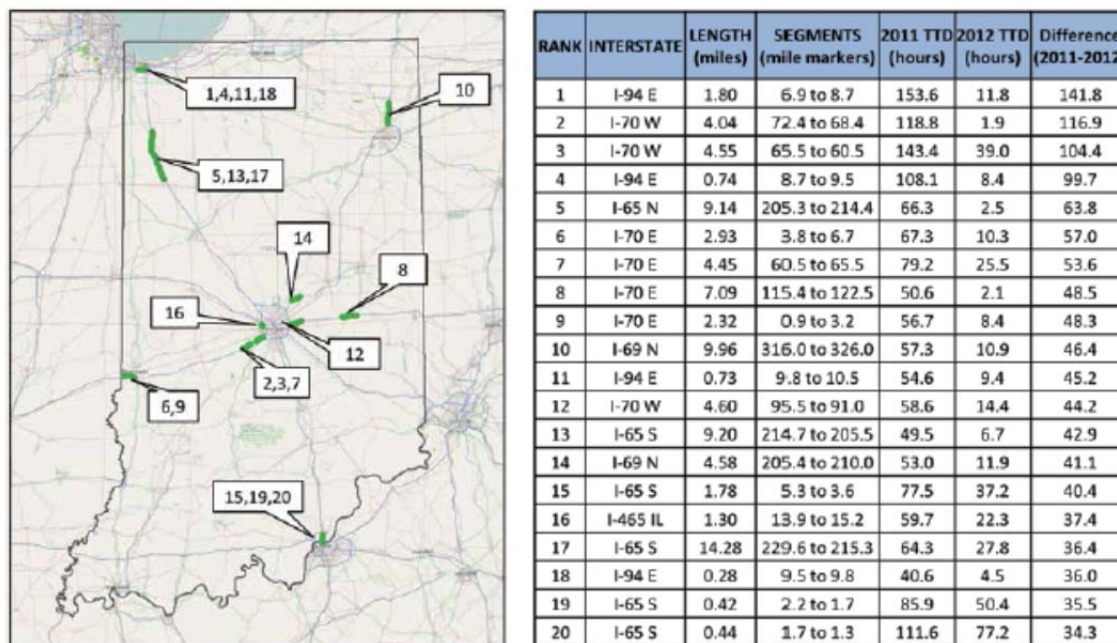 1,4,11,18
10
5,13,17
14
8
16
12
2,3,7
6,9
15,19,20
RANK INTERSTATE LENGTH (miles) SEGMENTS (mile markers) 2011 TTD (hours) 2012 TTD (hours) Difference (2011-2012
1 I-94 E 1.80 6.9 to 8.7 153.6 11.8 141.8
2 I-70 W 4.04 72.4 to 68.4 118.8 1.9 116.9
3 I-70 W 4.55 65.5 to 60.5 143.4 39.0 104.4
4 I-94 E 0.74 8.7 to 9.5 108.1 8.4 99.7
5 I-65 N 9.14 205.3 to 214.4 66.3 2.5 63.8
6 I-70 E 2.93 3.8 to 6.7 67.3 10.3 57.0
7 I-70 E 4.45 60.5 to 65.5 79.2 25.5 53.6
8 I-70 E 7.09 115.4 to 122.5 50.6 2.1 48.5
9 I-70 E 2.32 0.9 to 3.2 56.7 8.4 48.3
10 I-69 N 9.96 316.0 to 326.0 57.3 10.9 46.4
11 I-94 E 0.73 9.8 to 10.5 54.6 9.4 45.2
12 I-70 W 4.60 95.5 to 91.0 58.6 14.4 44.2
13 I-65 S 9.20 214.7 to 205.5 49.5 6.7 42.9
14 I-69 N 4.58 205.4 to 210.0 53.0 11.9 41.1
15 I-65 S 1.78 5.3 to 3.6 77.5 37.2 40.4
16 I-465 IL 1.30 13.9 to 15.2 59.7 22.3 37.4
17 I-65 S 14.28 229.6 to 215.3 64.3 27.8 36.4
18 I-94 E 0.28 9.5 to 9.8 40.6 4.5 36.0
19 I-65 S 0.42 2.2 to 1.7 85.9 50.4 35.5
20 I-65 S 0.44 1.7 to 1.3 111.6 77.2 34.3